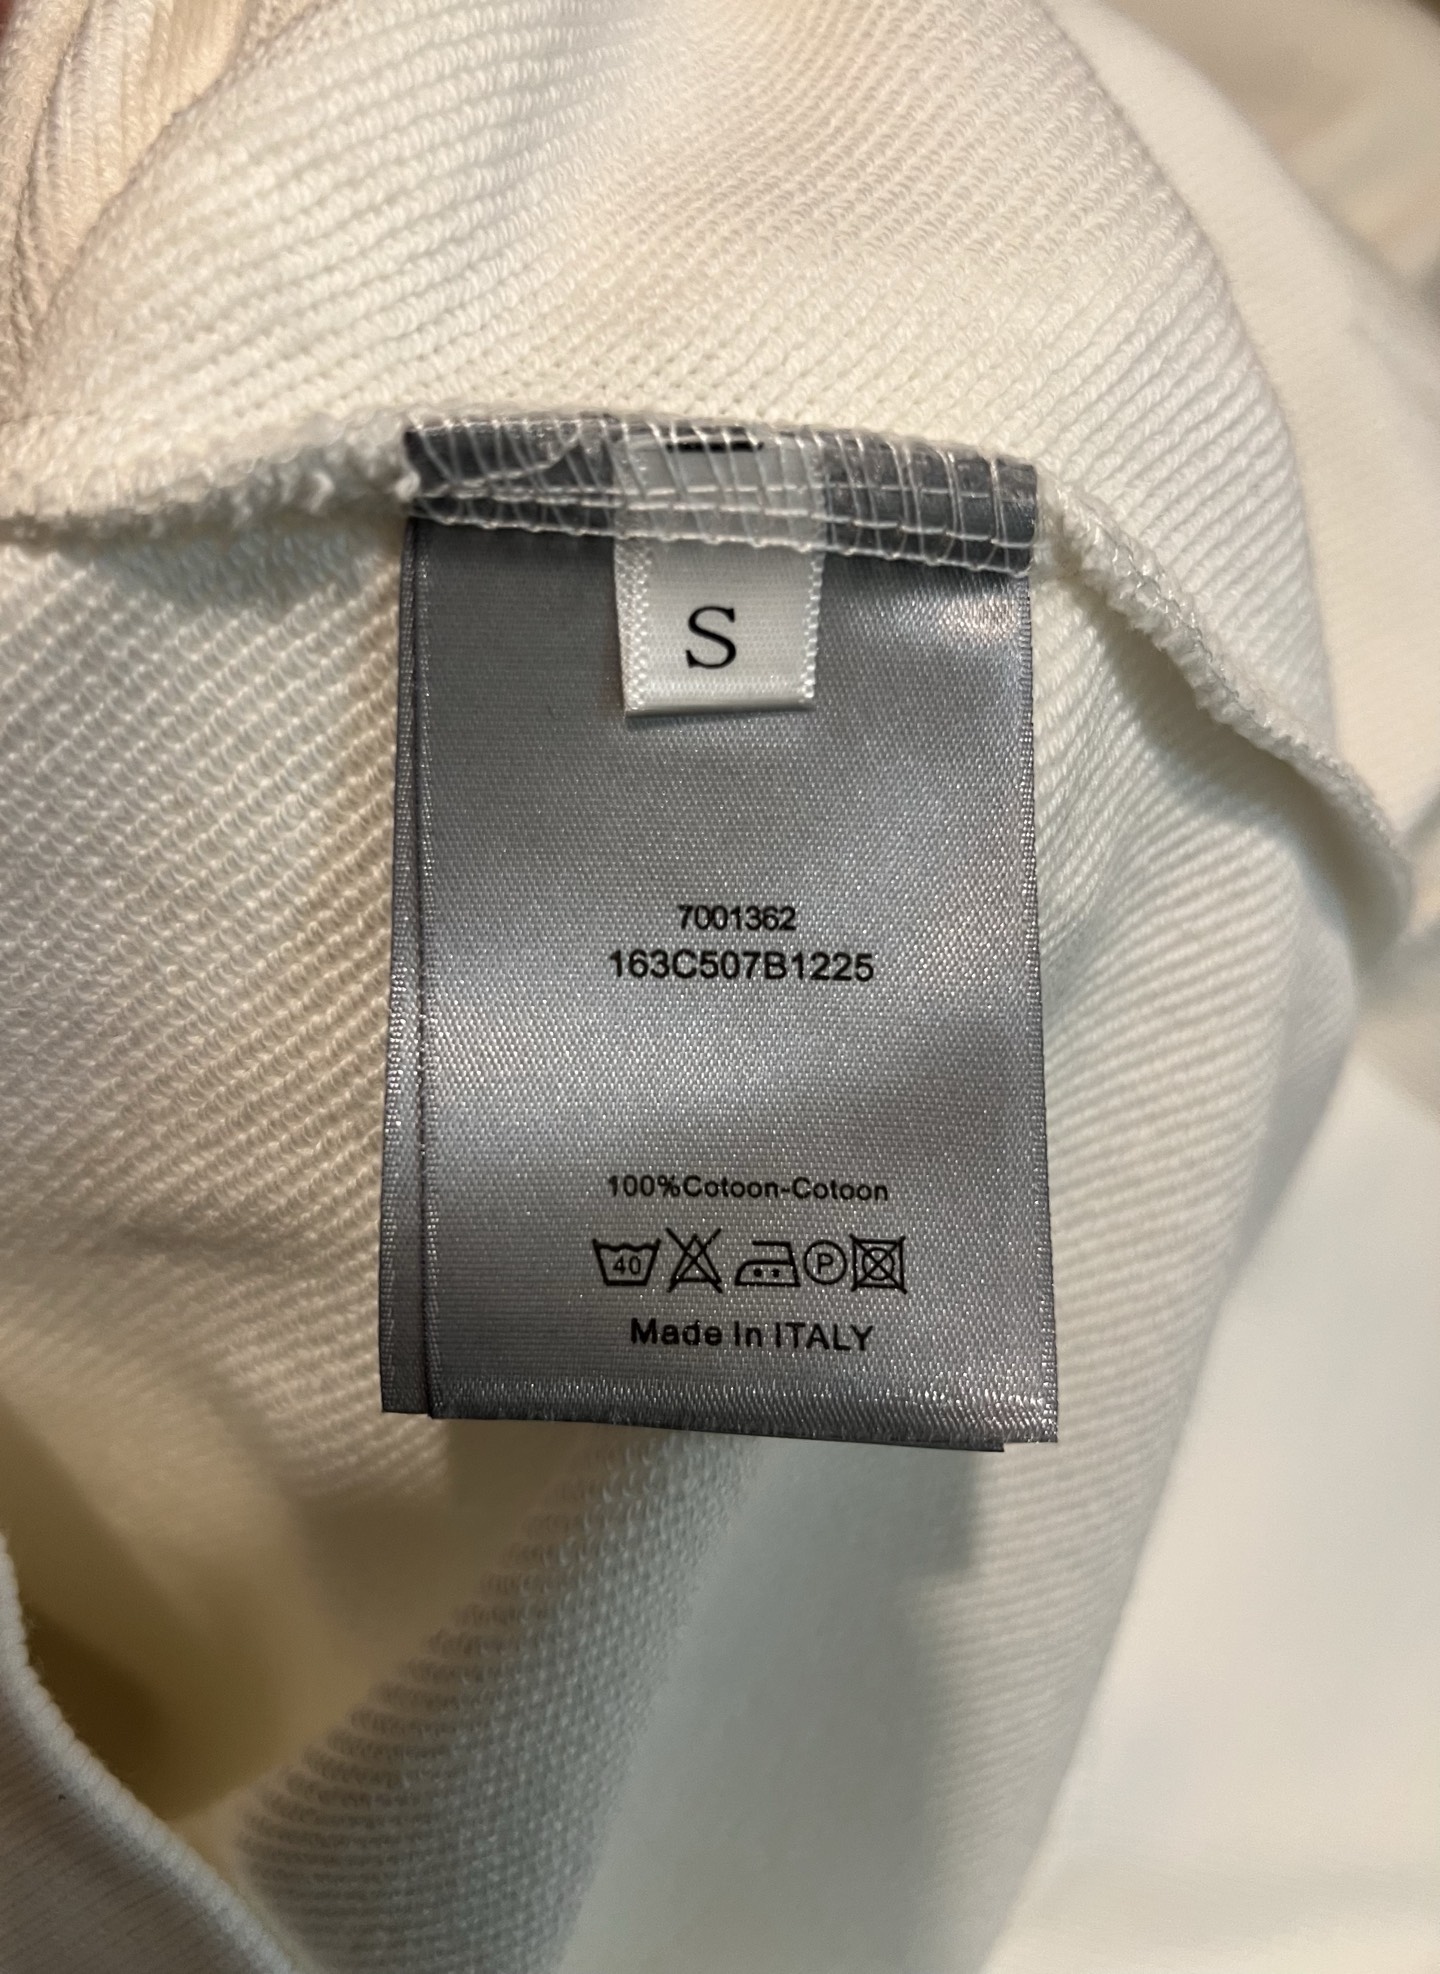 S
7001362
163C507B1225
100%Cotoon-Cotoon
40 P
Made In ITALY